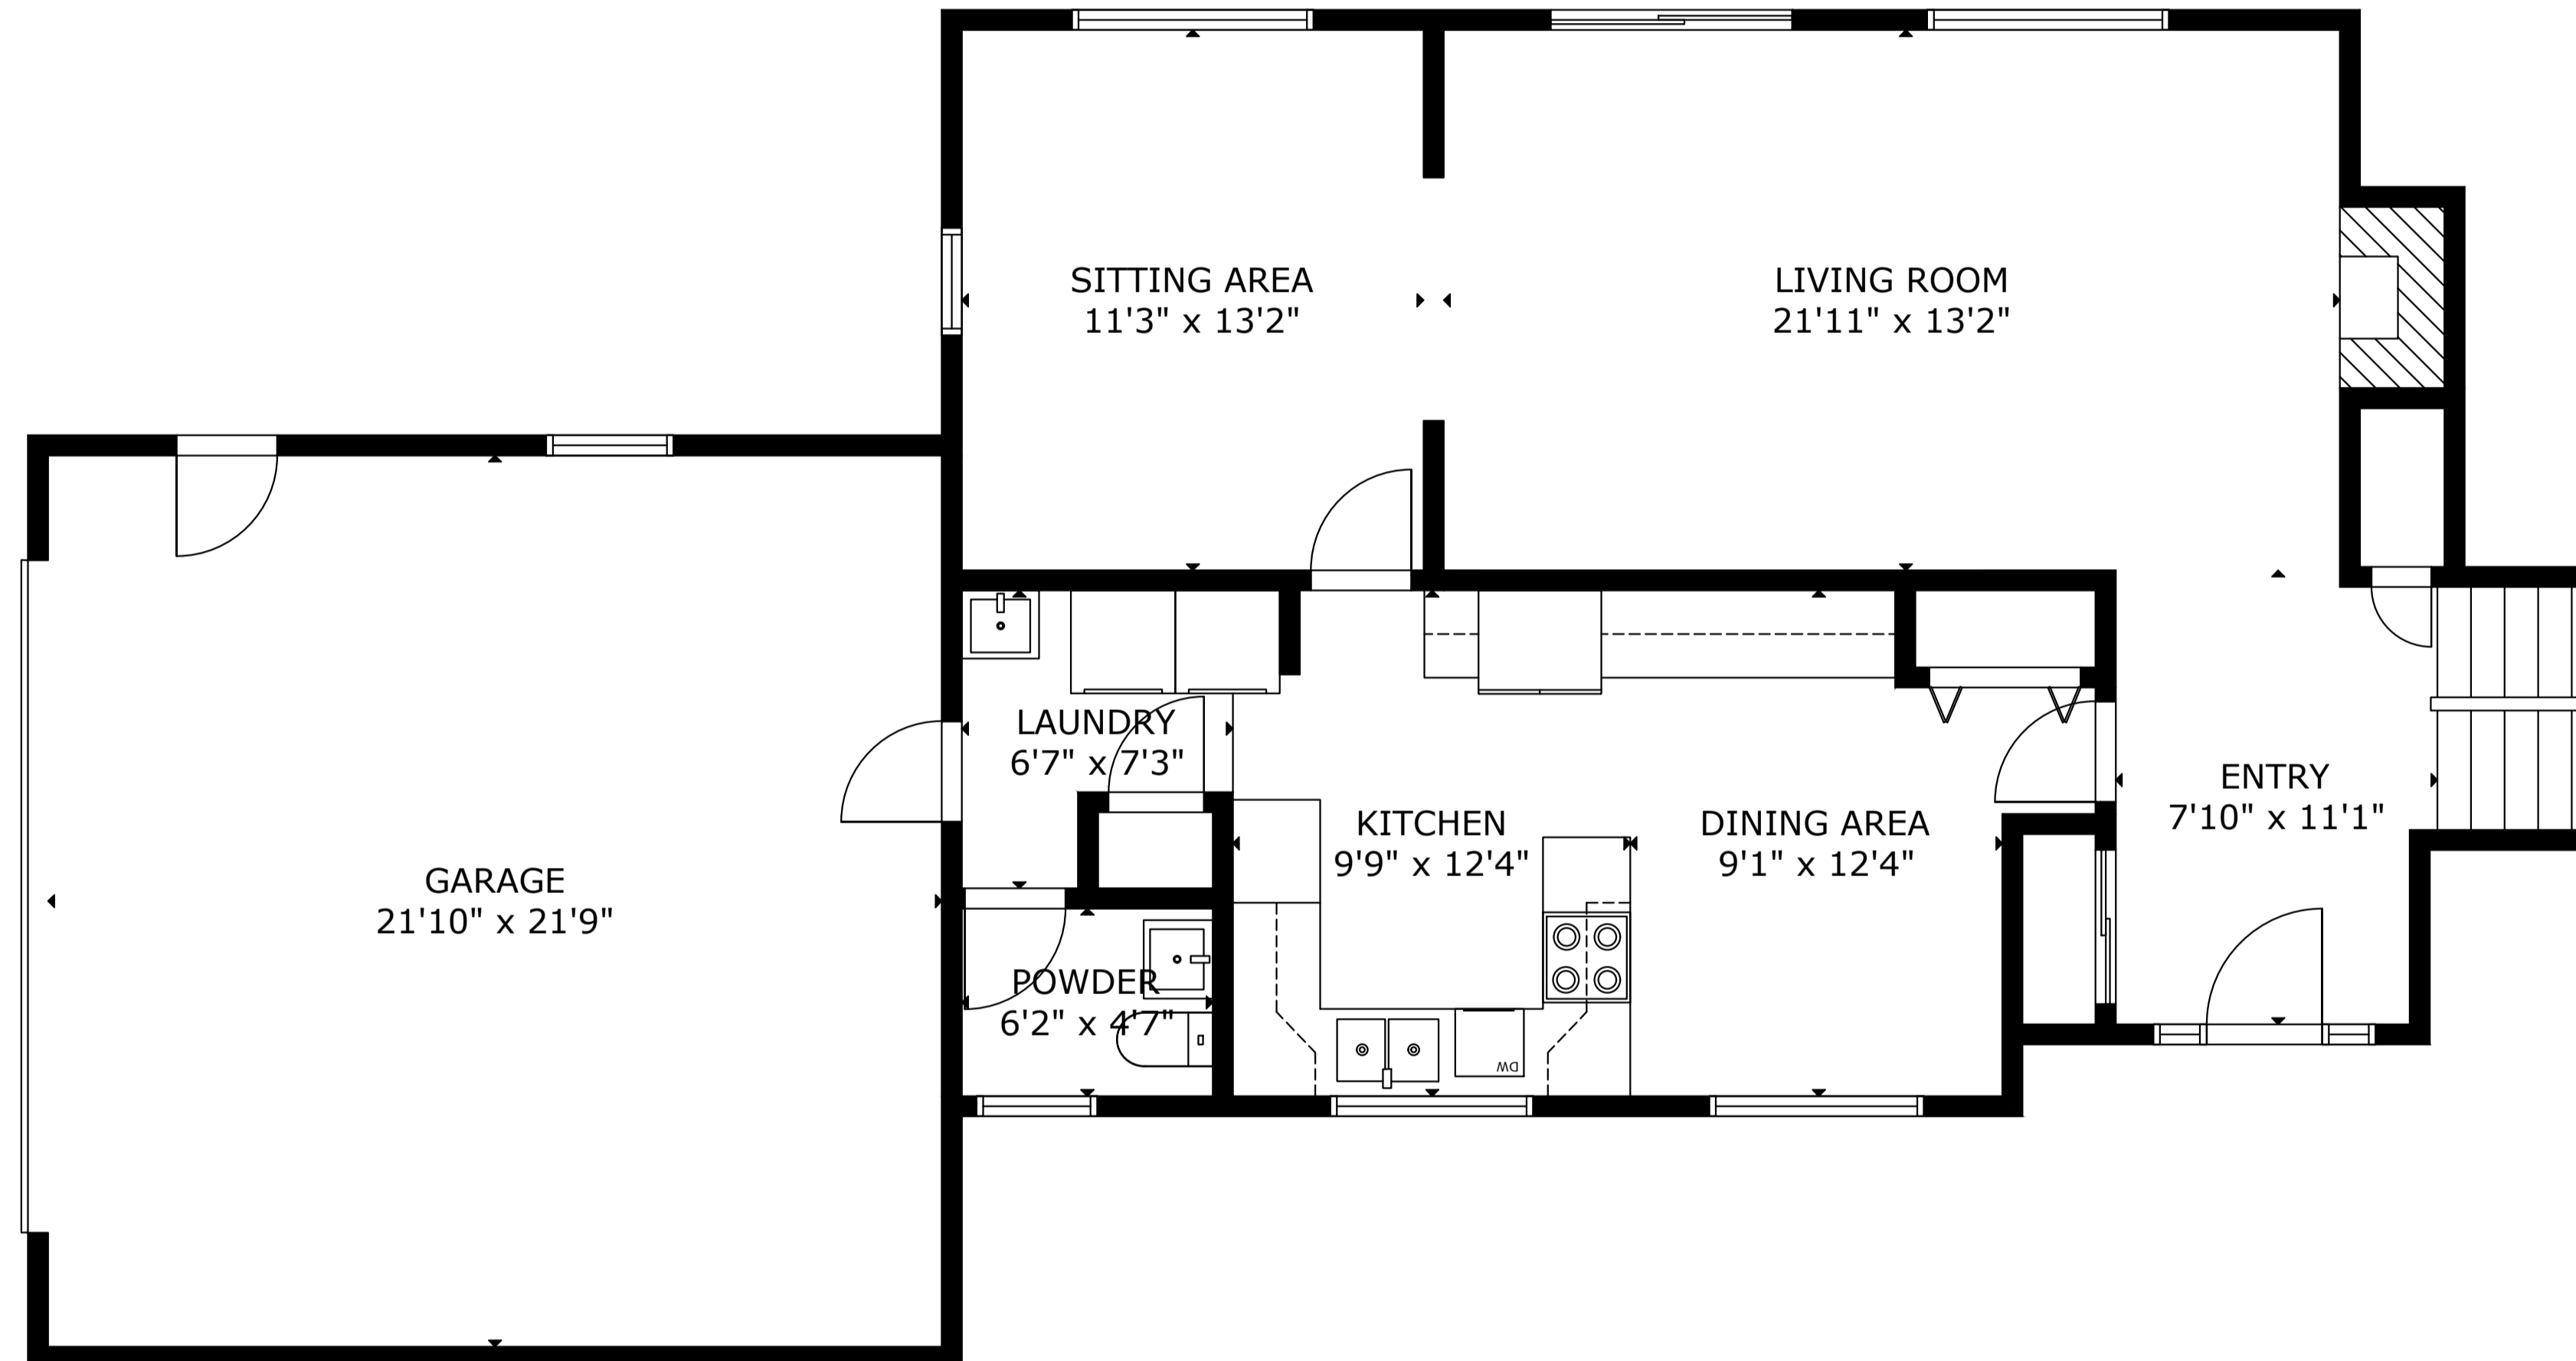 SITTING AREA
11'3" x 13'2"
LIVING ROOM
21'11" x 13'2"
LAUNDRY
6'7" x 7'3"
ENTRY
7'10" x 11'1"
KITCHEN
9'9" x 12'4"
DINING AREA
9'1" x 12'4"
GARAGE
21'10" x 21'9"
POWDER
6'2" x 4'7"
DW